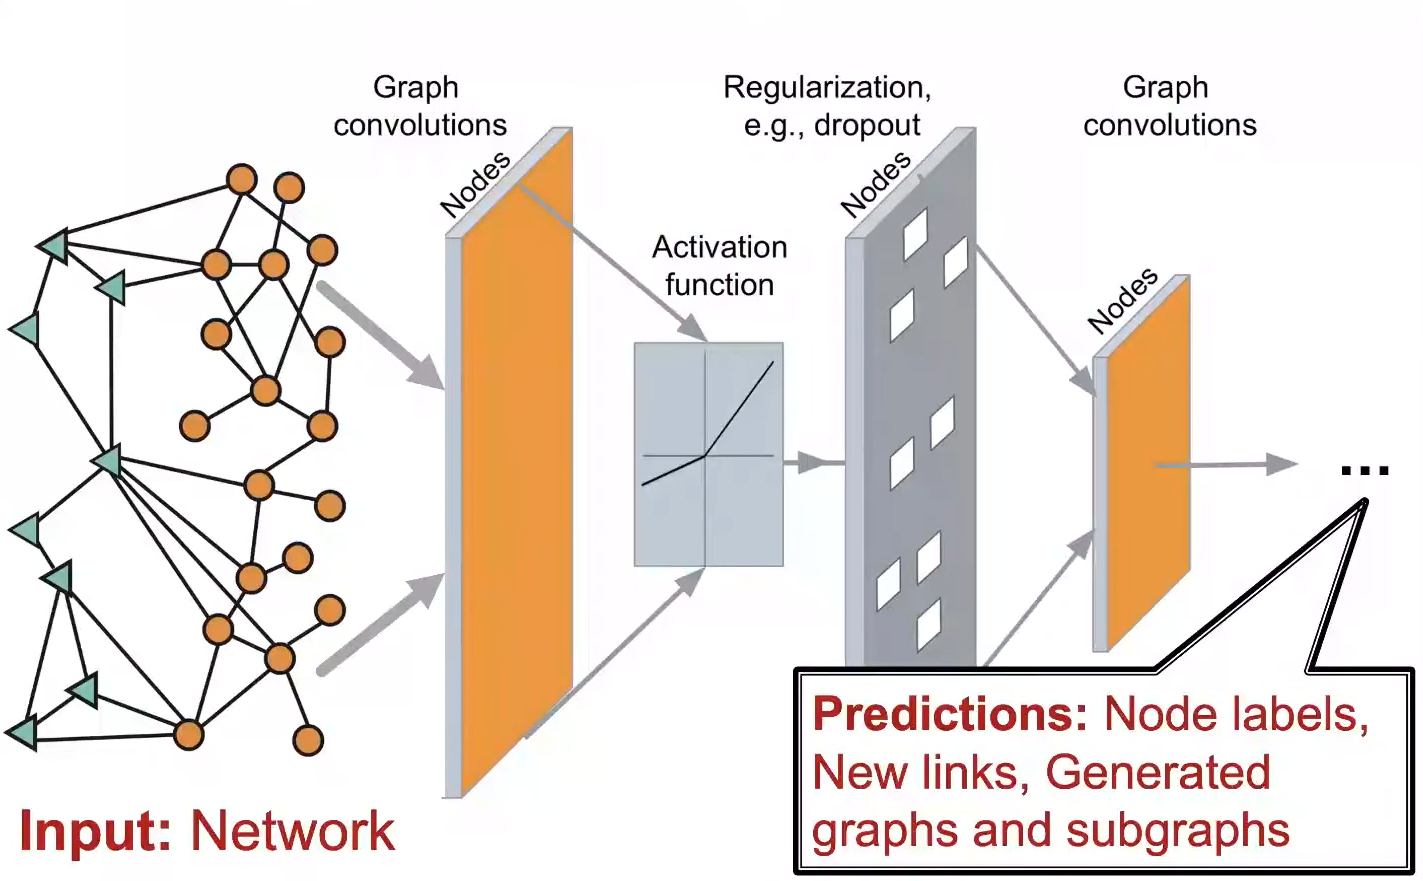 Graph
convolutions
Regularization,
e.g., dropout
Graph
convolutions
Nodes
Nodes
Activation
function
Nodes
...
Predictions: Node labels,
New links, Generated
graphs and subgraphs
Input: Network